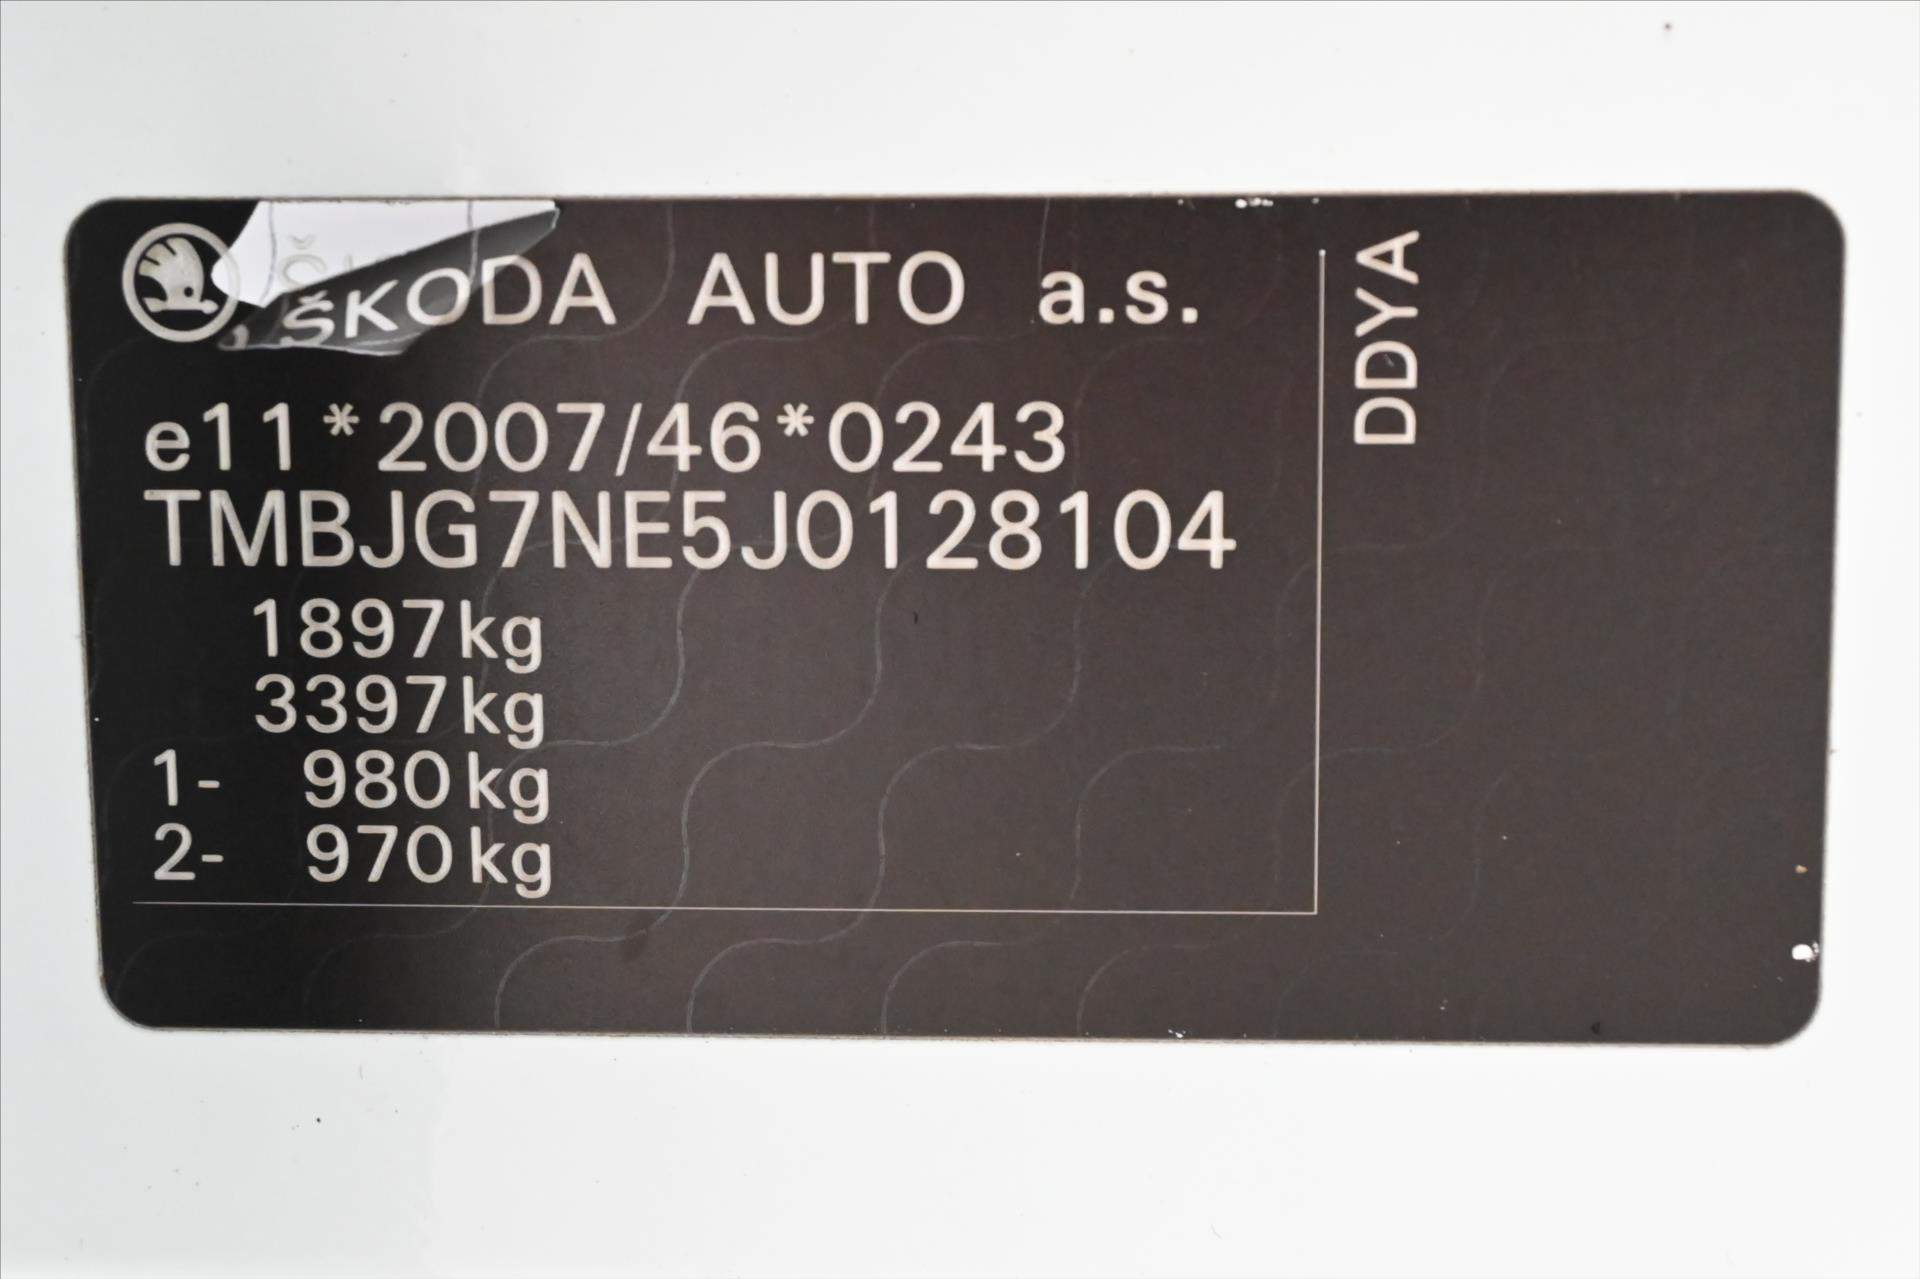 ŠKODA AUTO a.s.
e11*2007/46*0243
TMBJG7NE5J0128104
1897kg
3397kg
1- 980kg
2- 970kg
DDYA